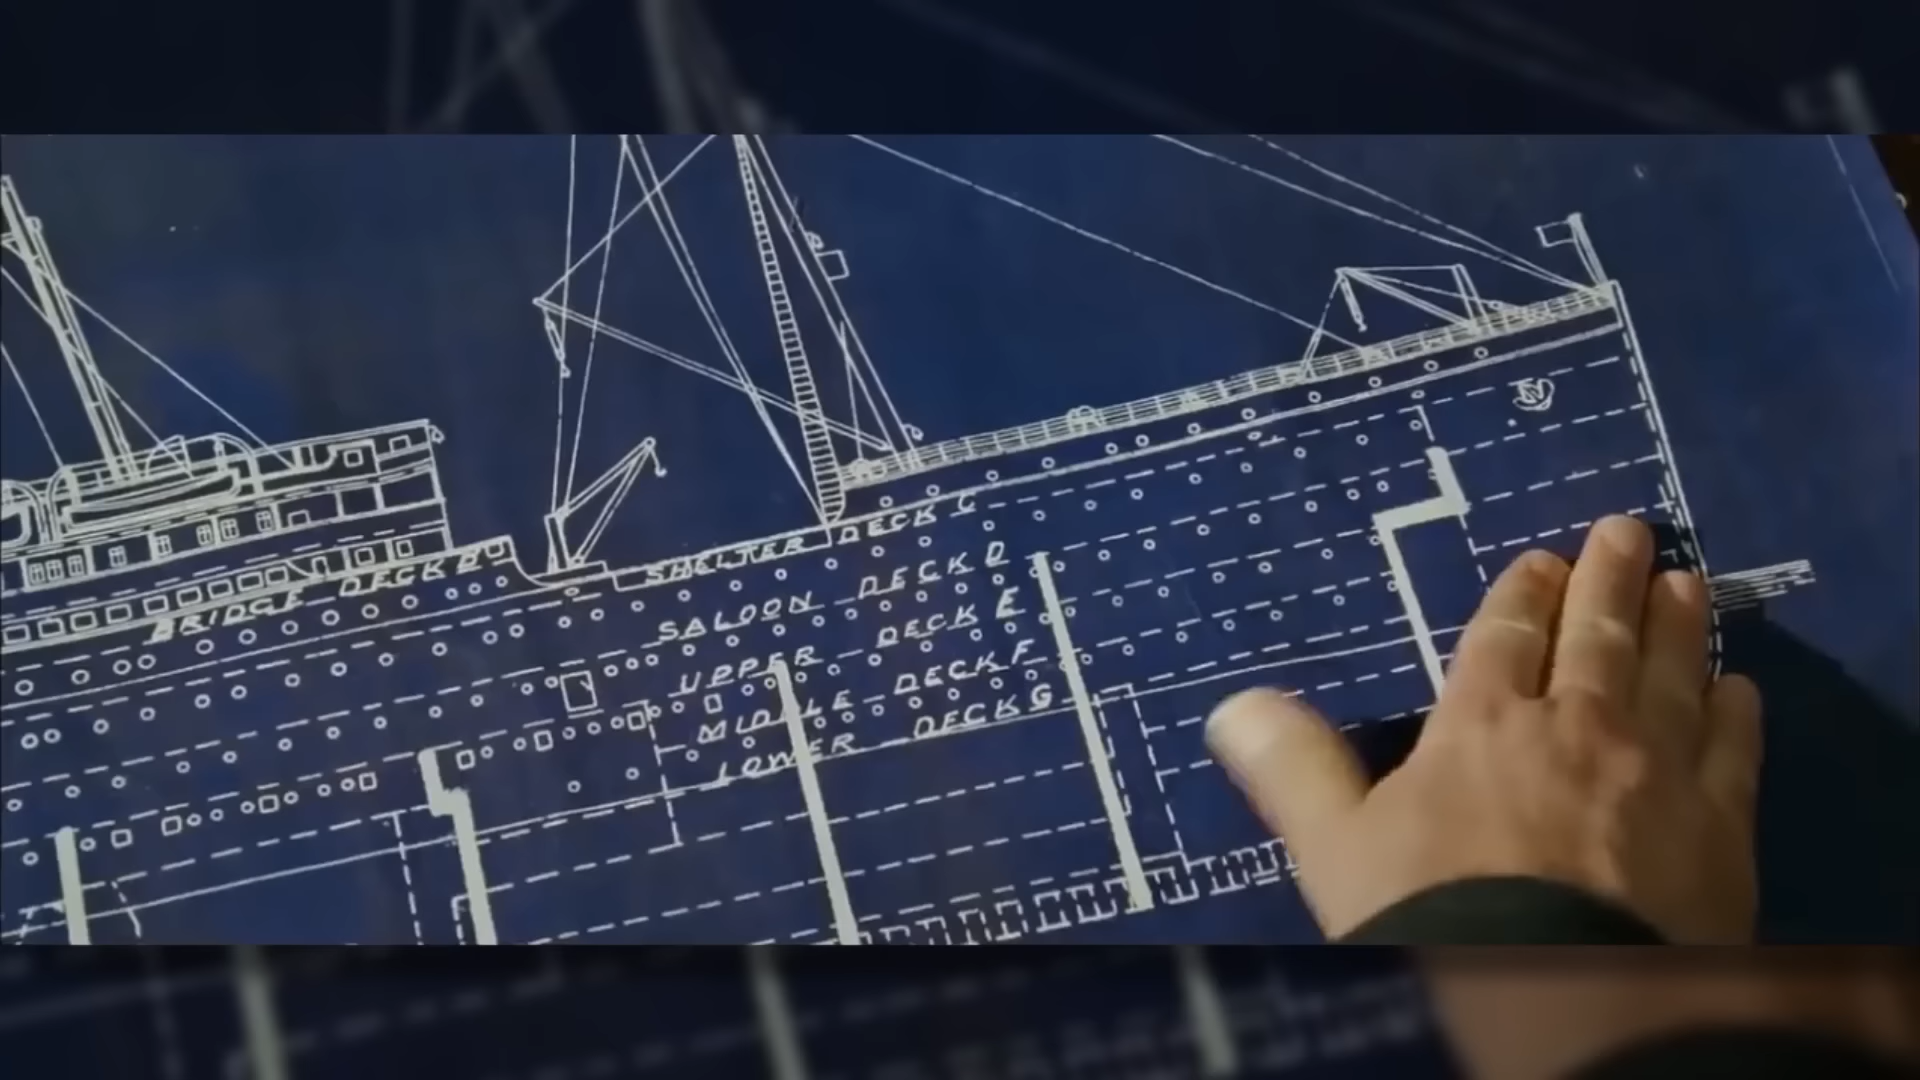 BRIDGE DECK B
SHELTER DECK C
SALOON DECK D
UPPER DECK E
MIDDLE DECK F
LOWER DECK G